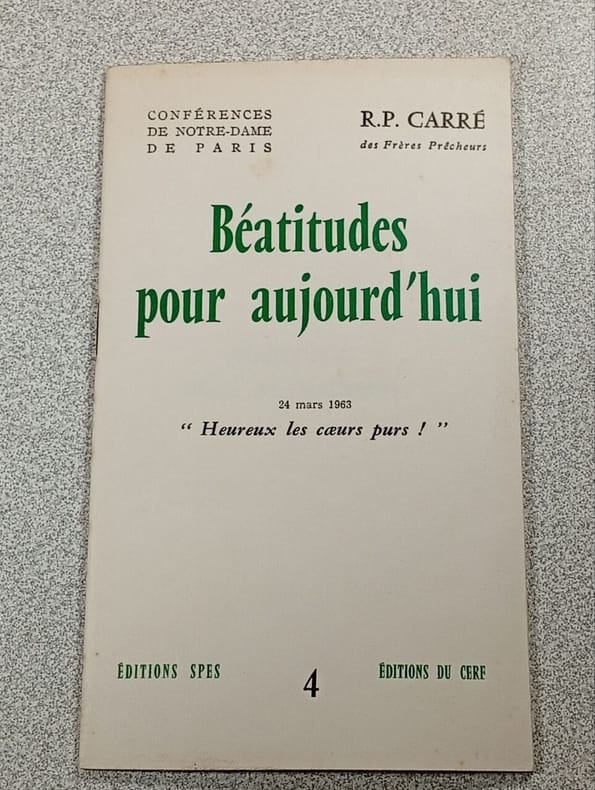 CONFÉRENCES
DE NOTRE-DAME
DE PARIS
R.P. CARRÉ
des Frères Prêcheurs
Béatitudes
pour aujourd'hui
24 mars 1963
“ Heureux les cœurs purs ! ”
ÉDITIONS SPES
4
ÉDITIONS DU CERF